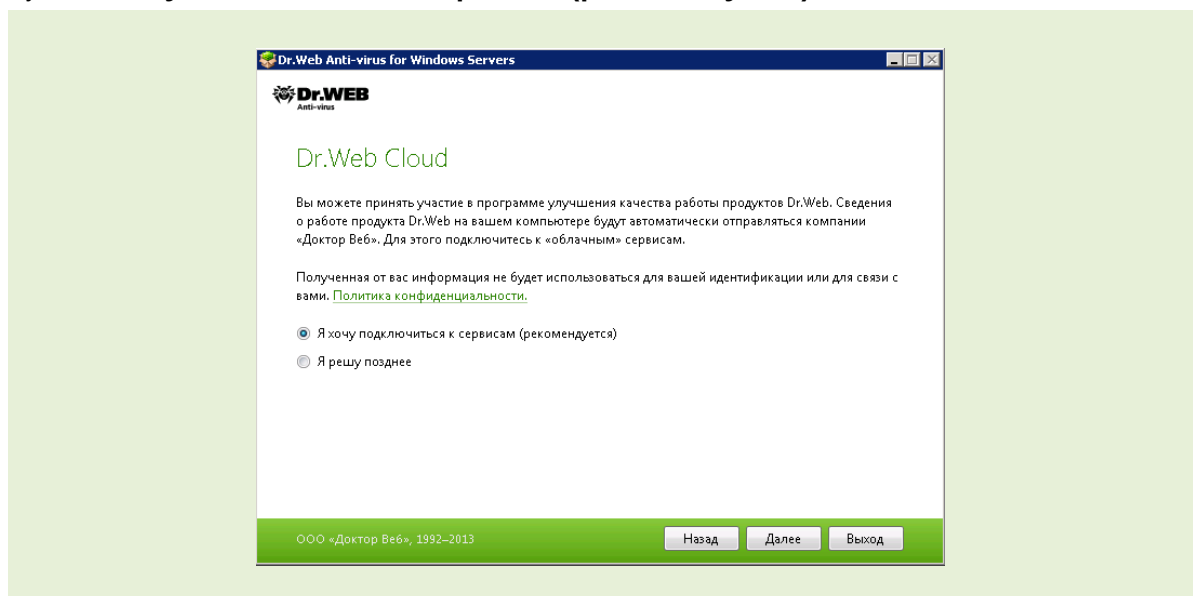 Dr.Web Anti-virus for Windows Servers
Dr.WEB
Anti-virus
Dr.Web Cloud
Вы можете принять участие в программе улучшения качества работы продуктов Dr.Web. Сведения
о работе продукта Dr.Web на вашем компьютере будут автоматически отправляться компании
«Доктор Веб». Для этого подключитесь к «облачным» сервисам.
Полученная от вас информация не будет использоваться для вашей идентификации или для связи с
вами. Политика конфиденциальности.
Я хочу подключиться к сервисам (рекомендуется)
Я решу позднее
ООО «Доктор Веб», 1992–2013
Назад Далее Выход